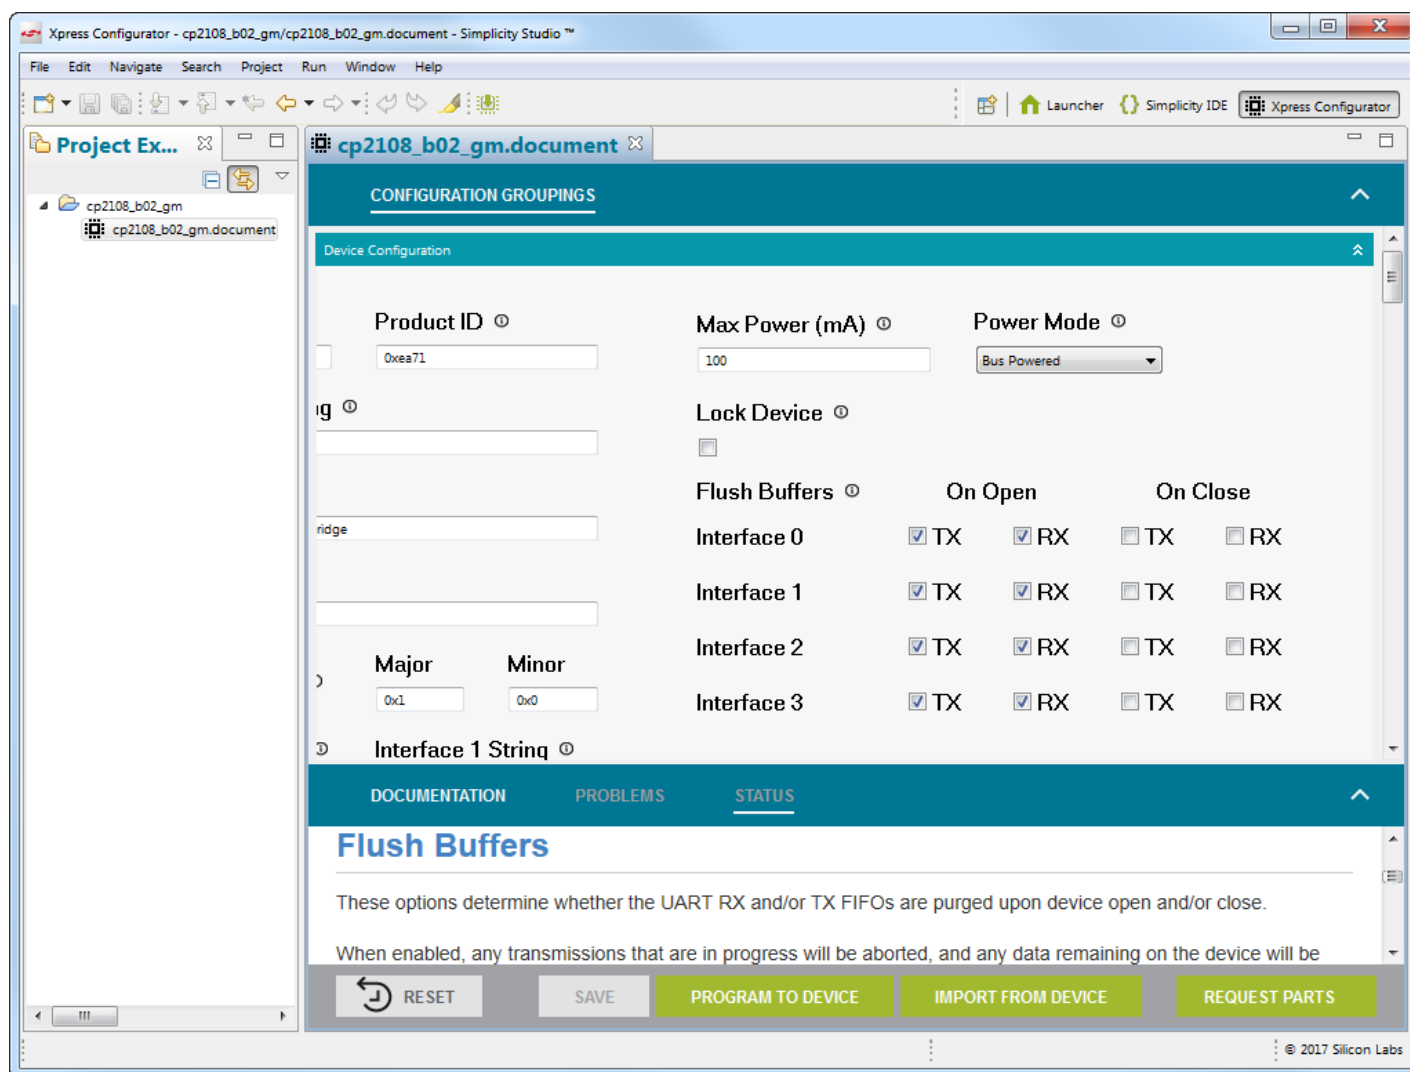 Xpress Configurator - cp2108_b02_gm/cp2108_b02_gm.document - Simplicity Studio ™
File Edit Navigate Search Project Run Window Help
Launcher Simplicity IDE Xpress Configurator
Project Ex...
cp2108_b02_gm.document
cp2108_b02_gm
cp2108_b02_gm.document
CONFIGURATION GROUPINGS
Device Configuration
Product ID Max Power (mA) Power Mode
0xea71 100 Bus Powered
ng Lock Device
Flush Buffers On Open On Close
ridge
Interface 0 TX RX TX RX
Interface 1 TX RX TX RX
Interface 2 TX RX TX RX
Major Minor
0x1 0x0
Interface 3 TX RX TX RX
Interface 1 String
DOCUMENTATION PROBLEMS STATUS
Flush Buffers
These options determine whether the UART RX and/or TX FIFOs are purged upon device open and/or close.
When enabled, any transmissions that are in progress will be aborted, and any data remaining on the device will be
RESET SAVE PROGRAM TO DEVICE IMPORT FROM DEVICE REQUEST PARTS
© 2017 Silicon Labs